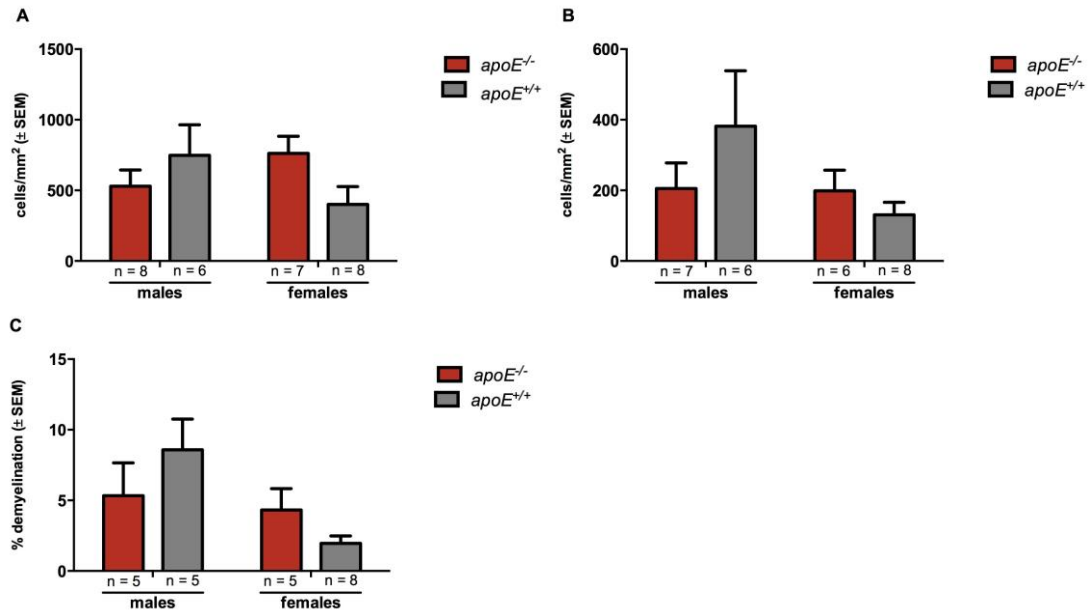 A
cells/mm² (± SEM)
1500
1000
500
0
n = 8 n = 6 n = 7 n = 8
males females
apoE⁻/⁻
apoE⁺/⁺
B
cells/mm² (± SEM)
600
400
200
0
n = 7 n = 6 n = 6 n = 8
males females
apoE⁻/⁻
apoE⁺/⁺
C
% demyelination (± SEM)
15
10
5
0
n = 5 n = 5 n = 5 n = 8
males females
apoE⁻/⁻
apoE⁺/⁺